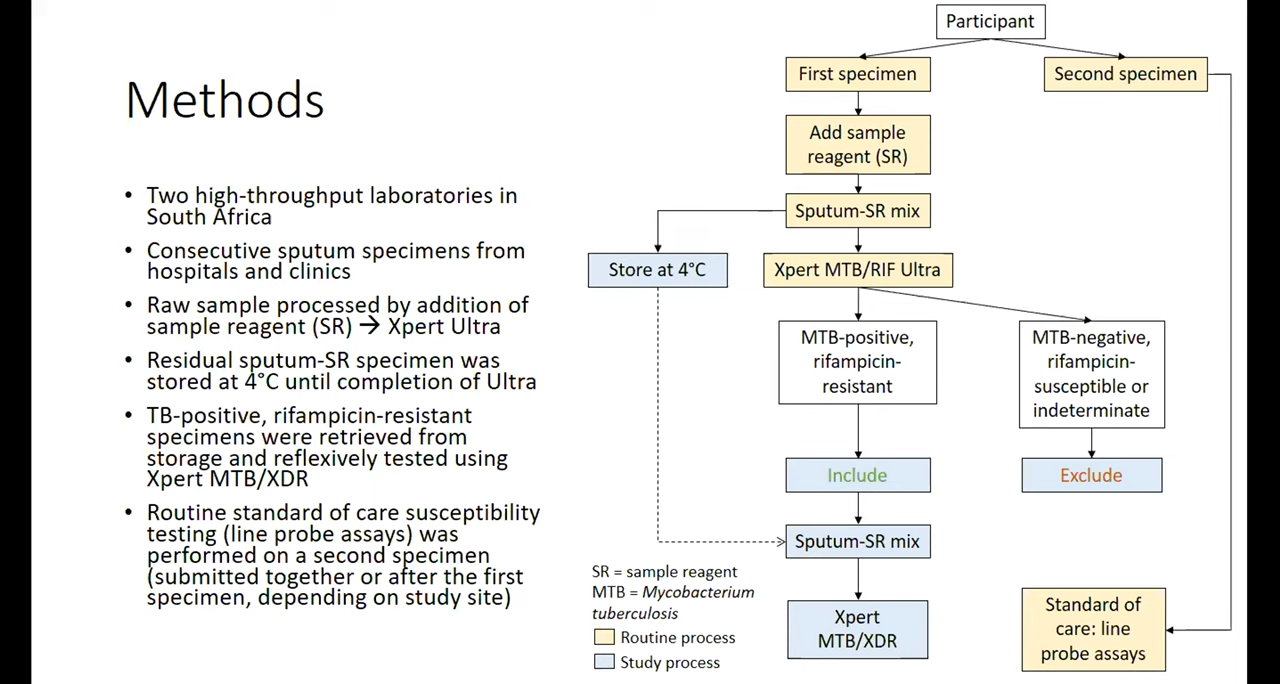 Methods
• Two high-throughput laboratories in
South Africa
• Consecutive sputum specimens from
hospitals and clinics
• Raw sample processed by addition of
sample reagent (SR) → Xpert Ultra
• Residual sputum-SR specimen was
stored at 4°C until completion of Ultra
• TB-positive, rifampicin-resistant
specimens were retrieved from
storage and reflexively tested using
Xpert MTB/XDR
• Routine standard of care susceptibility
testing (line probe assays) was
performed on a second specimen
(submitted together or after the first
specimen, depending on study site)
Participant
First specimen
Second specimen
Add sample
reagent (SR)
Sputum-SR mix
Store at 4°C
Xpert MTB/RIF Ultra
MTB-positive,
rifampicin-
resistant
MTB-negative,
rifampicin-
susceptible or
indeterminate
Include
Exclude
Sputum-SR mix
Xpert
MTB/XDR
Standard of
care: line
probe assays
SR = sample reagent
MTB = Mycobacterium
tuberculosis
Routine process
Study process